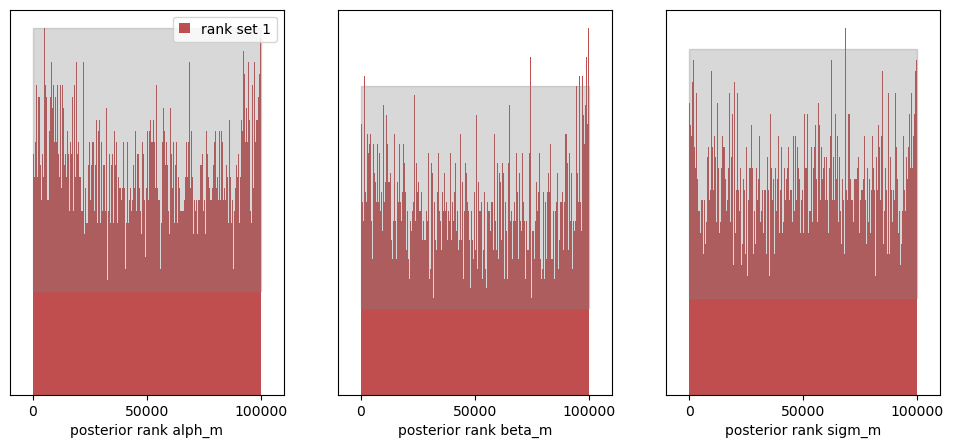 rank set 1
0 50000 100000
posterior rank alph_m
0 50000 100000
posterior rank beta_m
0 50000 100000
posterior rank sigm_m